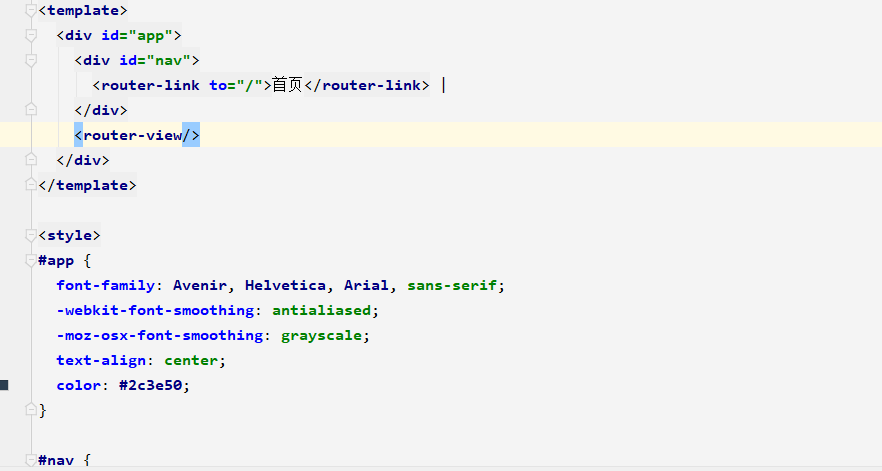 <template>
<div id="app">
<div id="nav">
<router-link to="/">首页</router-link> |
</div>
<router-view/>
</div>
</template>
<style>
#app {
font-family: Avenir, Helvetica, Arial, sans-serif;
-webkit-font-smoothing: antialiased;
-moz-osx-font-smoothing: grayscale;
text-align: center;
color: #2c3e50;
}
#nav {